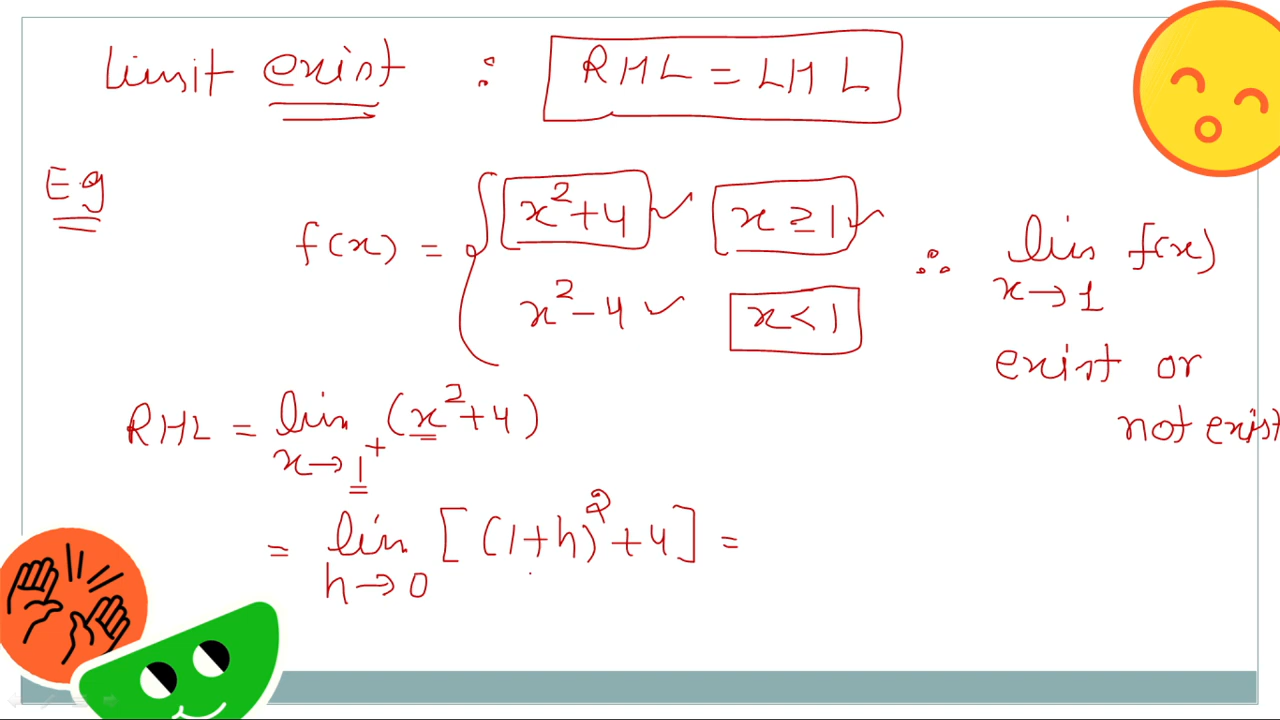 Limit exist : RHL = LHL
Eg
f(x) = { x²+4 ✓ x ≥ 1 ✓
x²-4 ✓ x < 1
∴ lim f(x)
x→1
exist or
not exist
RHL = lim (x²+4)
x→1⁺
= lim [(1+h)²+4] =
h→0